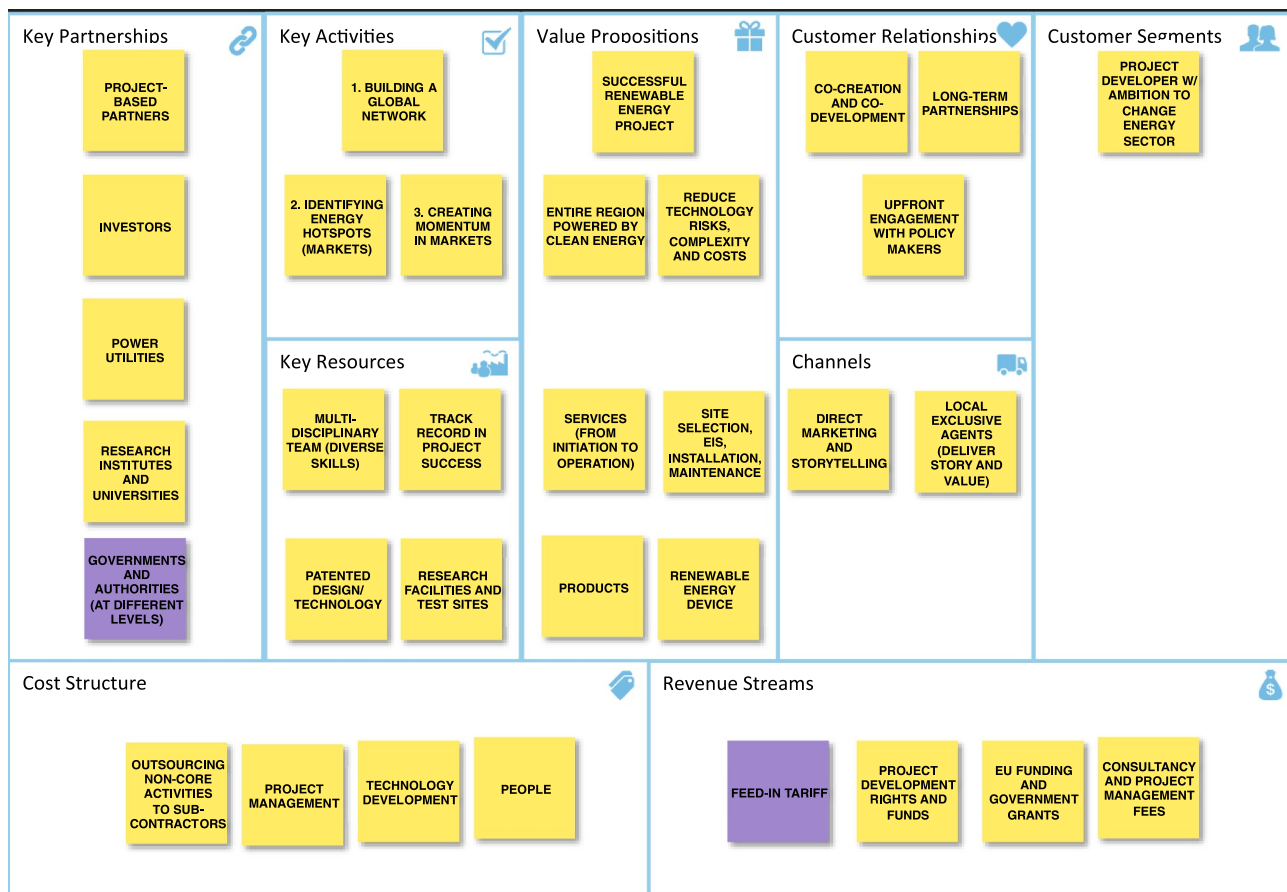 Key Partnerships
PROJECT-
BASED
PARTNERS
INVESTORS
POWER
UTILITIES
RESEARCH
INSTITUTES
AND
UNIVERSITIES
GOVERNMENTS
AND
AUTHORITIES
(AT DIFFERENT
LEVELS)
Key Activities
1. BUILDING A
GLOBAL
NETWORK
2. IDENTIFYING
ENERGY
HOTSPOTS
(MARKETS)
3. CREATING
MOMENTUM
IN MARKETS
Key Resources
MULTI-
DISCIPLINARY
TEAM (DIVERSE
SKILLS)
TRACK
RECORD IN
PROJECT
SUCCESS
PATENTED
DESIGN/
TECHNOLOGY
RESEARCH
FACILITIES AND
TEST SITES
Value Propositions
SUCCESSFUL
RENEWABLE
ENERGY
PROJECT
ENTIRE REGION
POWERED BY
CLEAN ENERGY
REDUCE
TECHNOLOGY
RISKS,
COMPLEXITY
AND COSTS
SERVICES
(FROM
INITIATION TO
OPERATION)
SITE
SELECTION,
EIS,
INSTALLATION,
MAINTENANCE
PRODUCTS
RENEWABLE
ENERGY
DEVICE
Customer Relationships
CO-CREATION
AND CO-
DEVELOPMENT
LONG-TERM
PARTNERSHIPS
UPFRONT
ENGAGEMENT
WITH POLICY
MAKERS
Channels
DIRECT
MARKETING
AND
STORYTELLING
LOCAL
EXCLUSIVE
AGENTS
(DELIVER
STORY AND
VALUE)
Customer Segments
PROJECT
DEVELOPER W/
AMBITION TO
CHANGE
ENERGY
SECTOR
Cost Structure
OUTSOURCING
NON-CORE
ACTIVITIES
TO SUB-
CONTRACTORS
PROJECT
MANAGEMENT
TECHNOLOGY
DEVELOPMENT
PEOPLE
Revenue Streams
$
FEED-IN TARIFF
PROJECT
DEVELOPMENT
RIGHTS AND
FUNDS
EU FUNDING
AND
GOVERNMENT
GRANTS
CONSULTANCY
AND PROJECT
MANAGEMENT
FEES